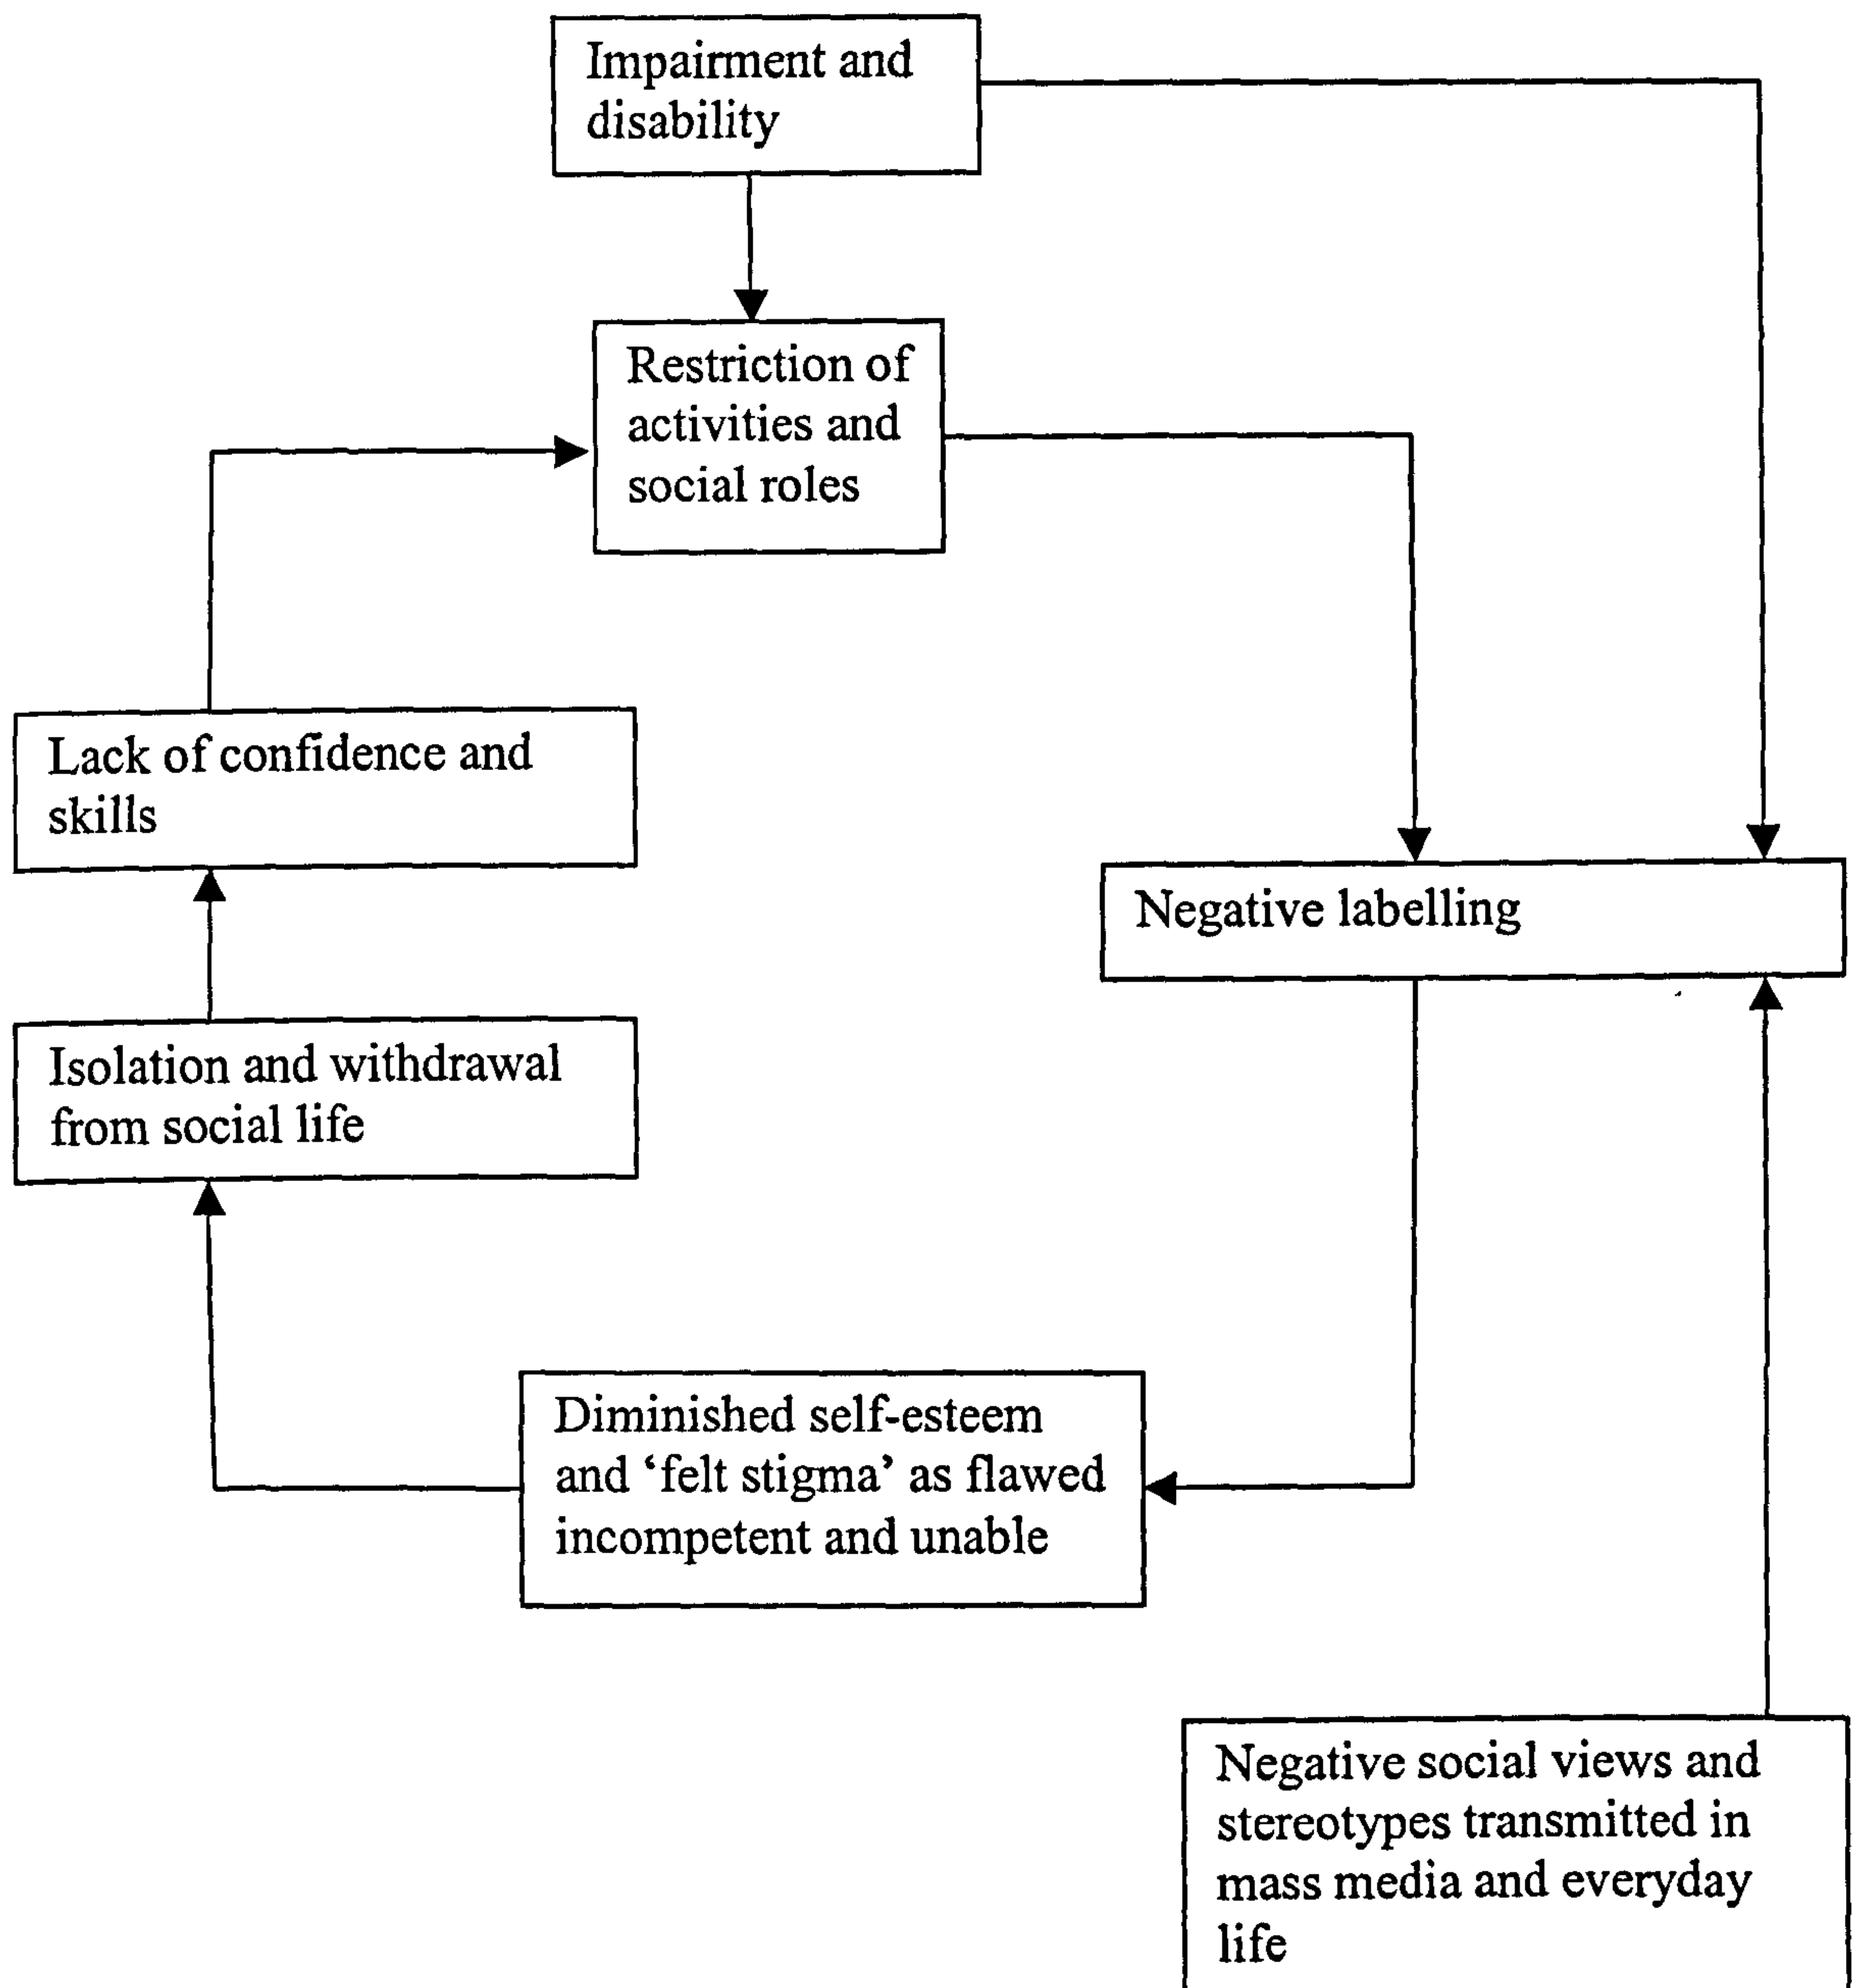 Impairment and
disability
Restriction of
activities and
social roles
Lack of confidence and
skills
Negative labelling
Isolation and withdrawal
from social life
Diminished self-esteem
and ‘felt stigma’ as flawed
incompetent and unable
Negative social views and
stereotypes transmitted in
mass media and everyday
life